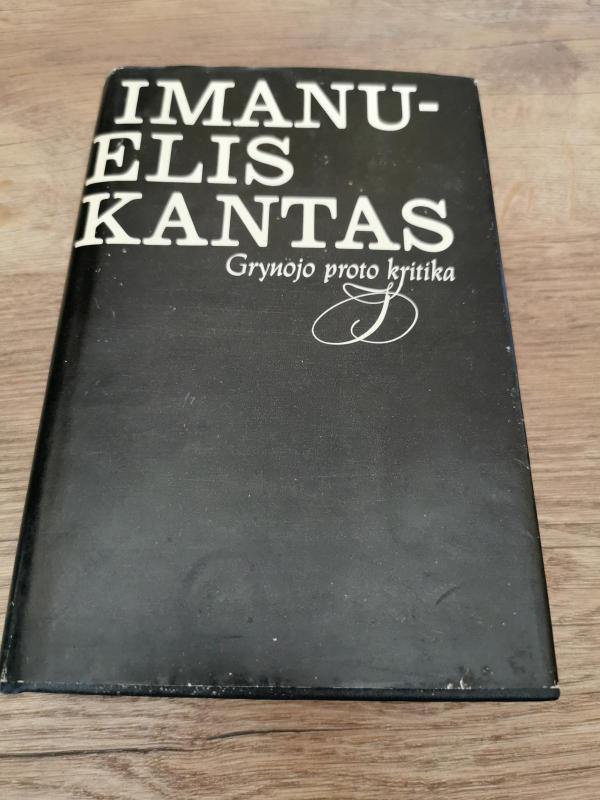 IMANU-
ELIS
KANTAS
Grynojo proto kritika